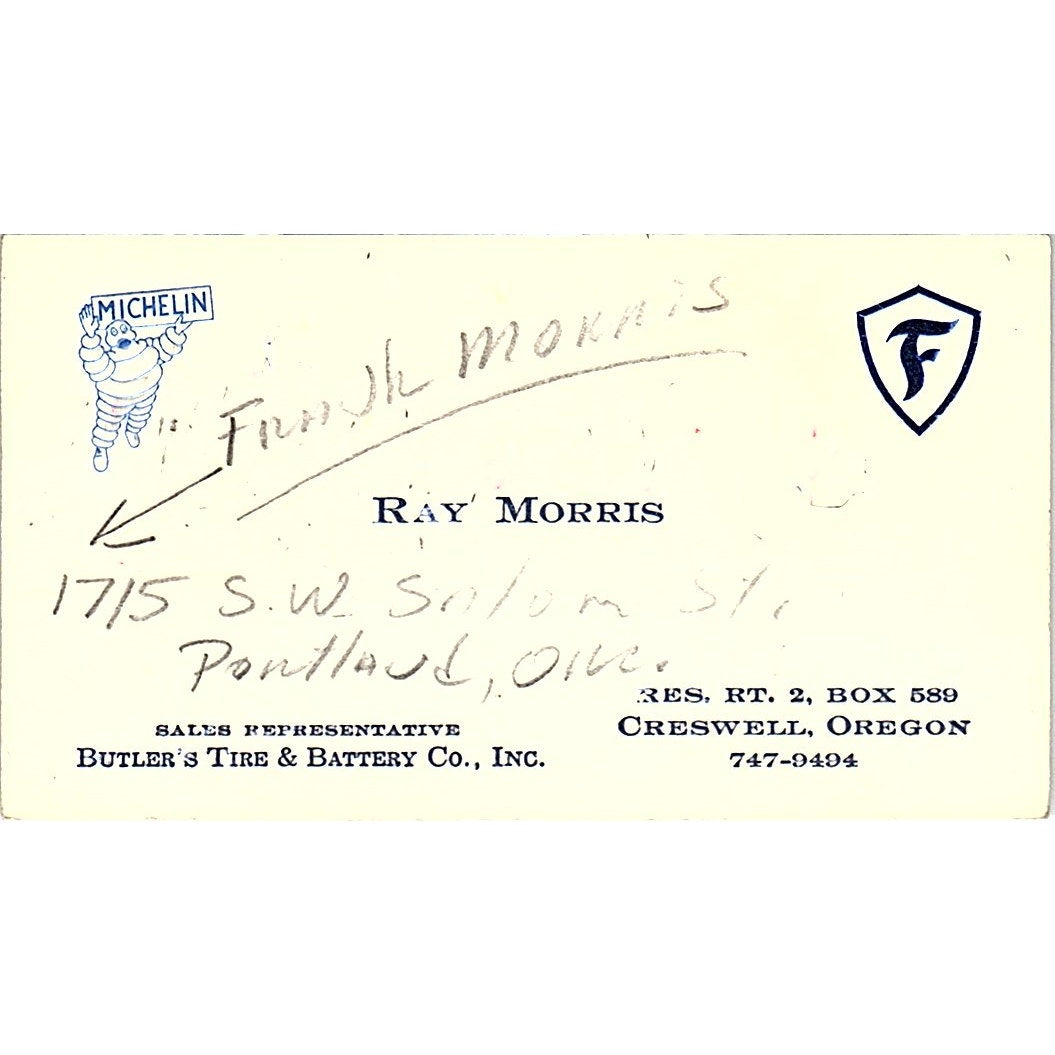 MICHELIN
F
FRANK MORRIS
RAY MORRIS
1715 S.W. St.
Portland, Ore.
RES. RT. 2, BOX 589
CRESWELL, OREGON
747-9494
SALES REPRESENTATIVE
BUTLER'S TIRE & BATTERY CO., INC.